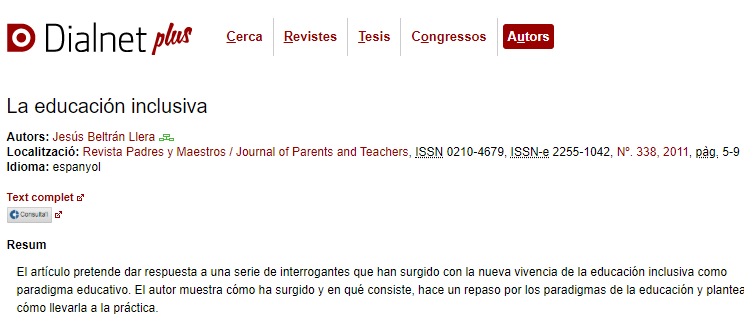 Dialnet plus
Cerca Revistes Tesis Congressos Autors
La educación inclusiva
Autors: Jesús Beltrán Llera
Localització: Revista Padres y Maestros / Journal of Parents and Teachers, ISSN 0210-4679, ISSN-e 2255-1042, Nº. 338, 2011, pág. 5-9
Idioma: espanyol
Text complet
Consulta'l
Resum
El artículo pretende dar respuesta a una serie de interrogantes que han surgido con la nueva vivencia de la educación inclusiva como
paradigma educativo. El autor muestra cómo ha surgido y en qué consiste, hace un repaso por los paradigmas de la educación y plantea
cómo llevarla a la práctica.